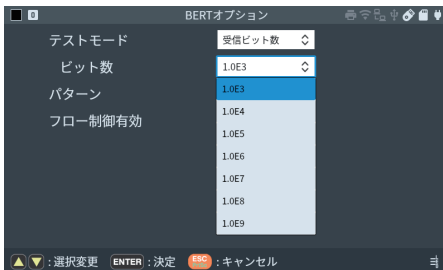 0 BERTオプション
テストモード 受信ビット数
ビット数 1.0E3
パターン 1.0E3
フロー制御有効 1.0E4
1.0E5
1.0E6
1.0E7
1.0E8
1.0E9
:選択変更 ENTER :決定 ESC :キャンセル